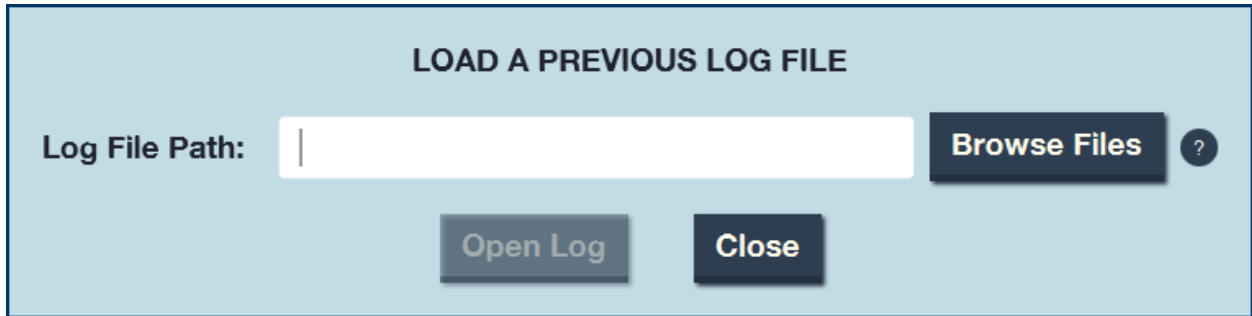 LOAD A PREVIOUS LOG FILE
Log File Path: Browse Files ?
Open Log Close